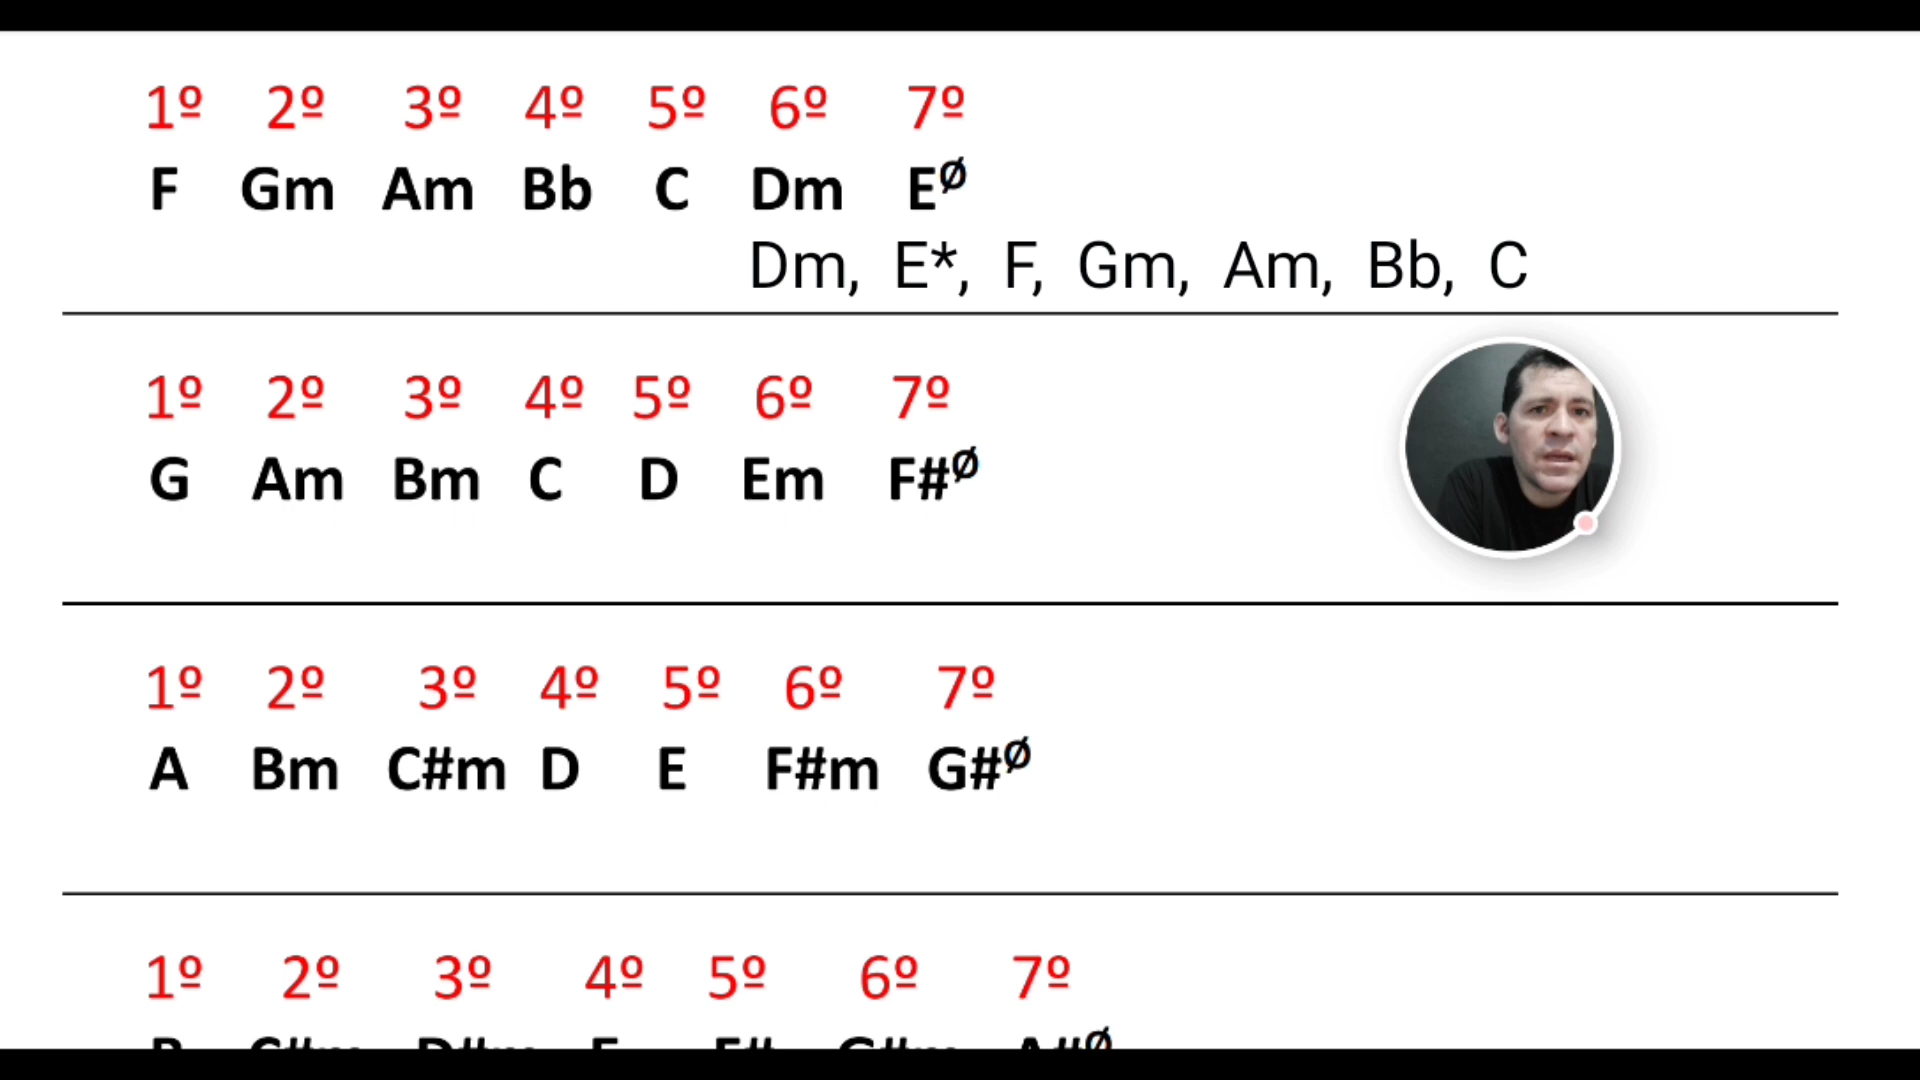 1º 2º 3º 4º 5º 6º 7º
F Gm Am Bb C Dm EØ
Dm, E*, F, Gm, Am, Bb, C
1º 2º 3º 4º 5º 6º 7º
G Am Bm C D Em F#Ø
1º 2º 3º 4º 5º 6º 7º
A Bm C#m D E F#m G#Ø
1º 2º 3º 4º 5º 6º 7º